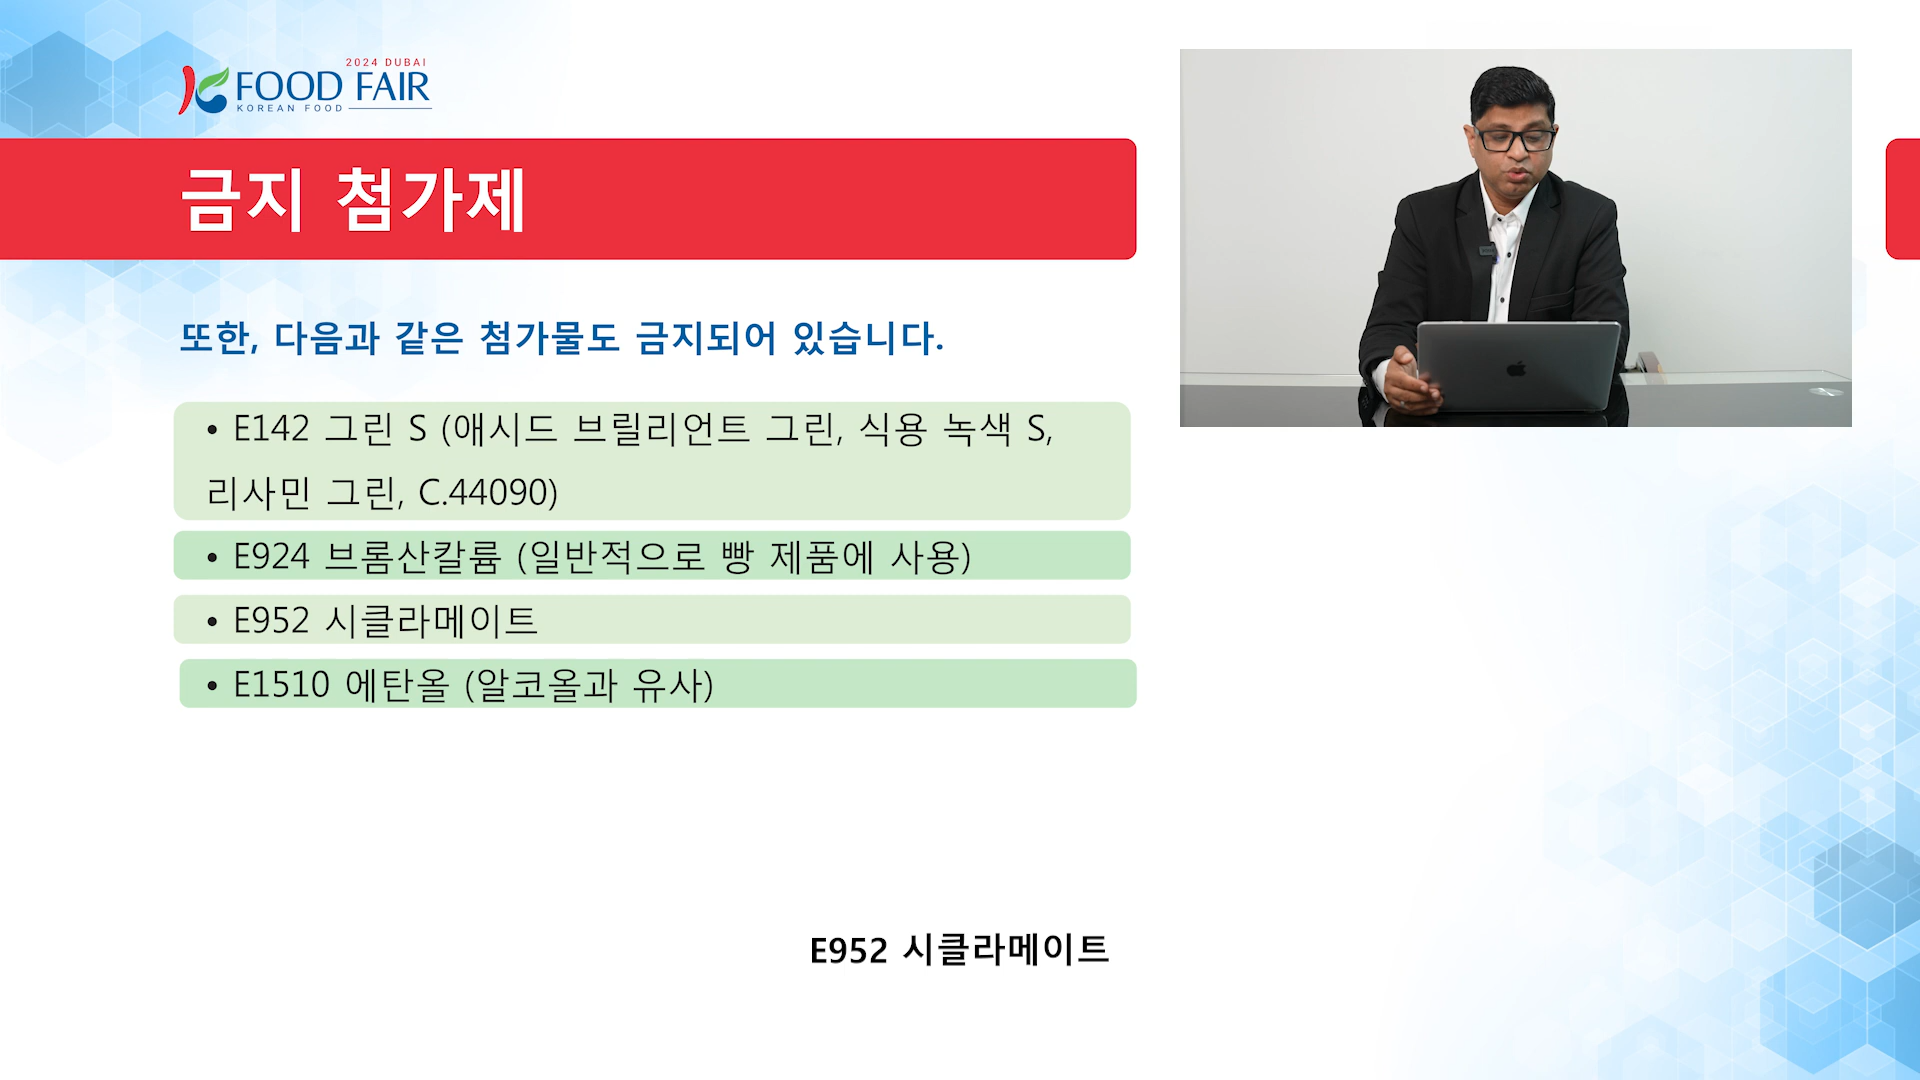 2024 DUBAI
FOOD FAIR
KOREAN FOOD
금지 첨가제
또한, 다음과 같은 첨가물도 금지되어 있습니다.
• E142 그린 S (애시드 브릴리언트 그린, 식용 녹색 S,
리사민 그린, C.44090)
• E924 브롬산칼륨 (일반적으로 빵 제품에 사용)
• E952 시클라메이트
• E1510 에탄올 (알코올과 유사)
E952 시클라메이트